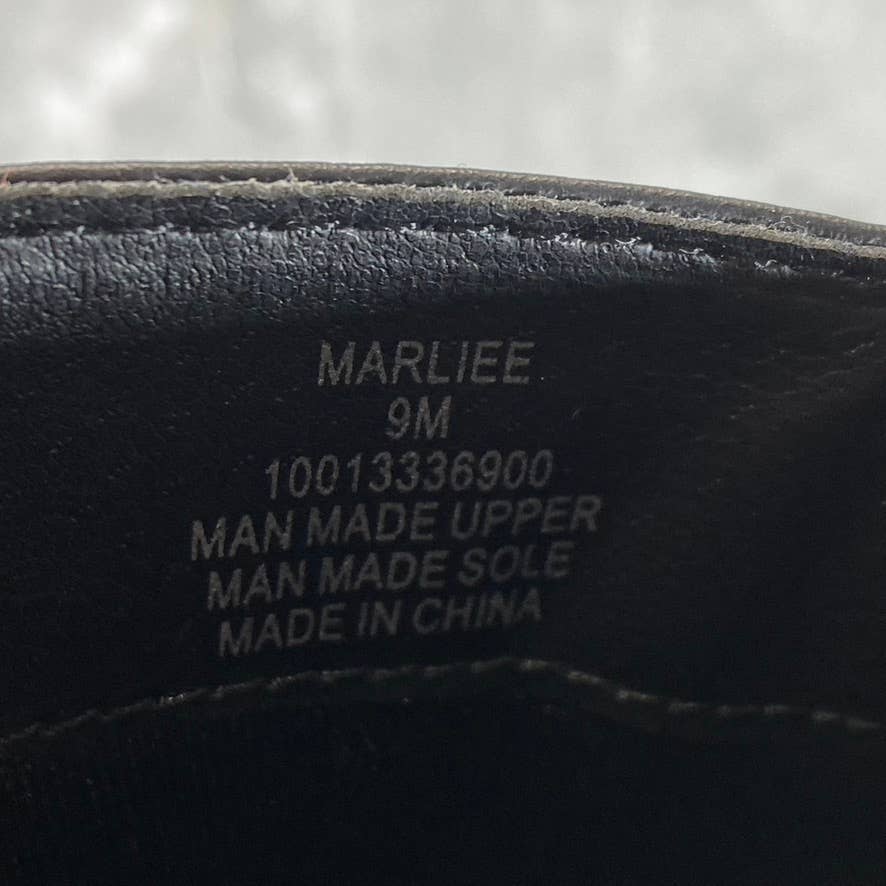 MARLIEE
9M
10013336900
MAN MADE UPPER
MAN MADE SOLE
MADE IN CHINA